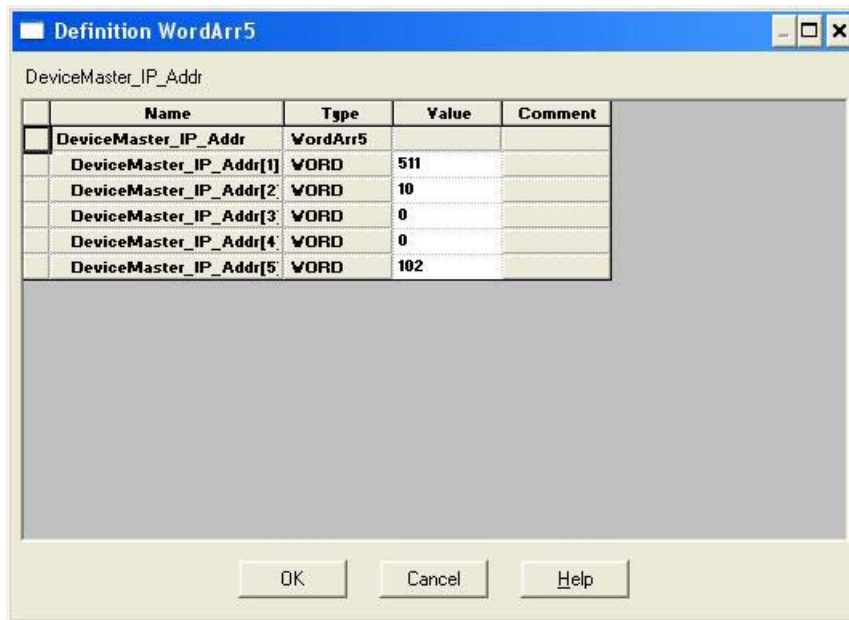 Definition WordArr5
DeviceMaster_IP_Addr
Name Type Value Comment
DeviceMaster_IP_Addr WordArr5
DeviceMaster_IP_Addr[1] WORD 511
DeviceMaster_IP_Addr[2] WORD 10
DeviceMaster_IP_Addr[3] WORD 0
DeviceMaster_IP_Addr[4] WORD 0
DeviceMaster_IP_Addr[5] WORD 102
OK Cancel Help